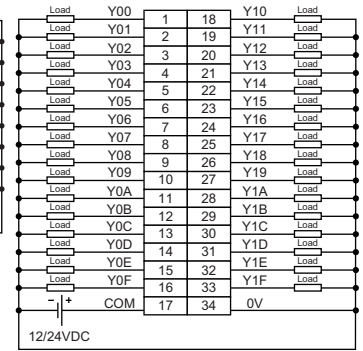 Load Y00 1 18 Y10 Load
Load Y01 2 19 Y11 Load
Load Y02 3 20 Y12 Load
Load Y03 4 21 Y13 Load
Load Y04 5 22 Y14 Load
Load Y05 6 23 Y15 Load
Load Y06 7 24 Y16 Load
Load Y07 8 25 Y17 Load
Load Y08 9 26 Y18 Load
Load Y09 10 27 Y19 Load
Load Y0A 11 28 Y1A Load
Load Y0B 12 29 Y1B Load
Load Y0C 13 30 Y1C Load
Load Y0D 14 31 Y1D Load
Load Y0E 15 32 Y1E Load
Load Y0F 16 33 Y1F Load
- + COM 17 34 0V
12/24VDC